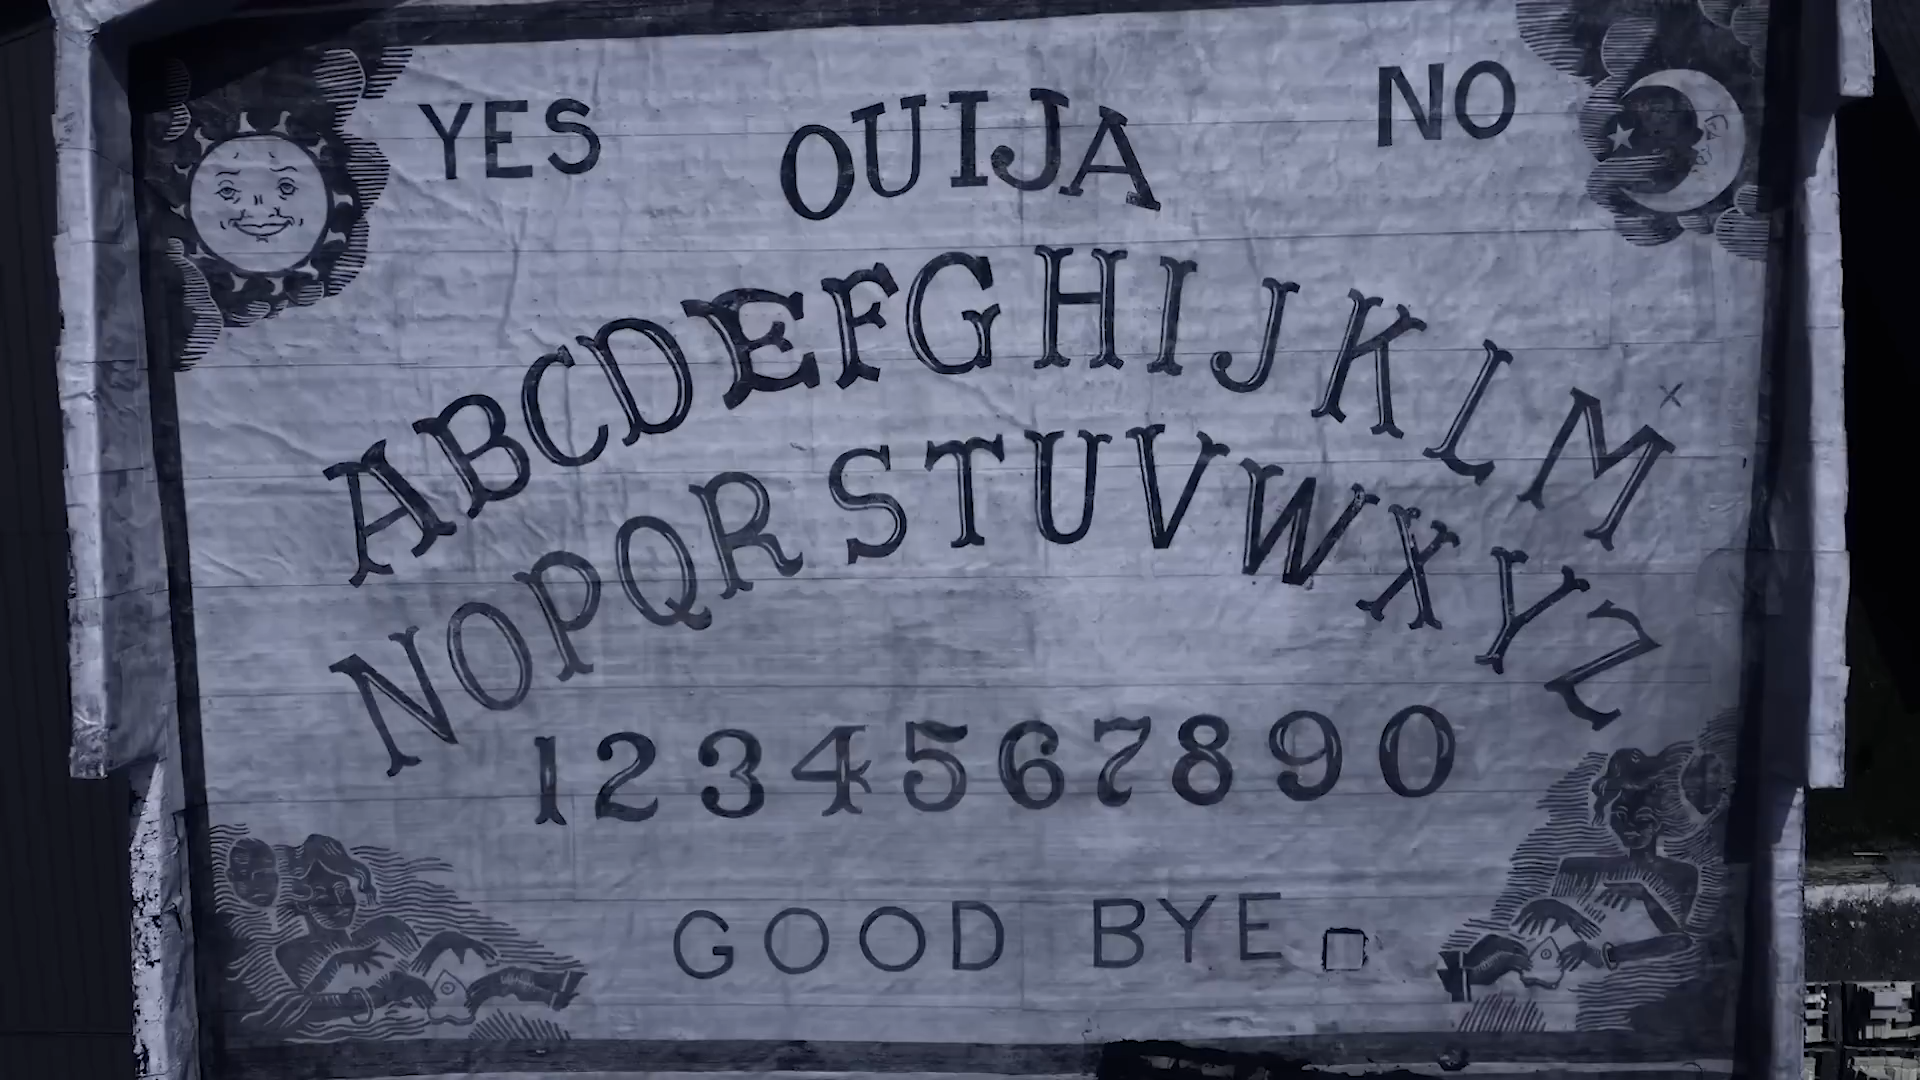 YES OUIJA NO
ABCDEFGHIJKLM
NOPQRSTUVWXYZ
1234567890
GOOD BYE